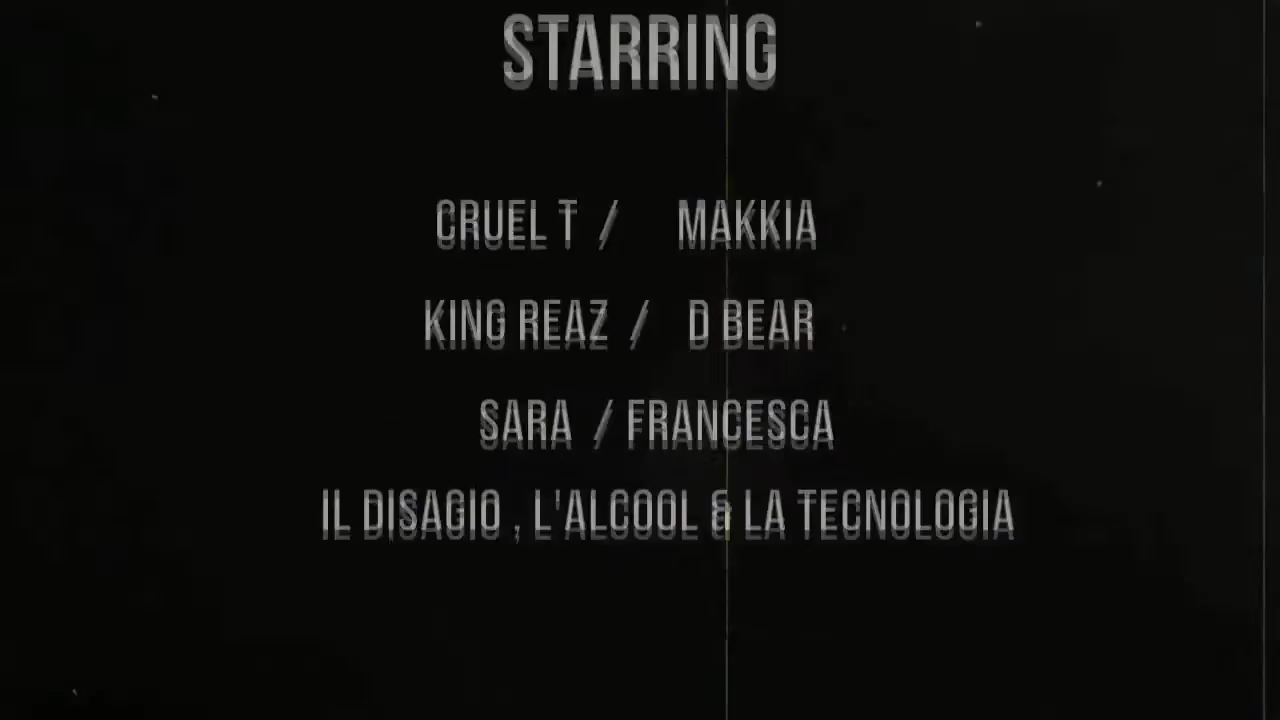 STARRING
CRUEL T / MAKKIA
KING REAZ / D BEAR
SARA / FRANCESCA
IL DISAGIO , L'ALCOOL & LA TECNOLOGIA